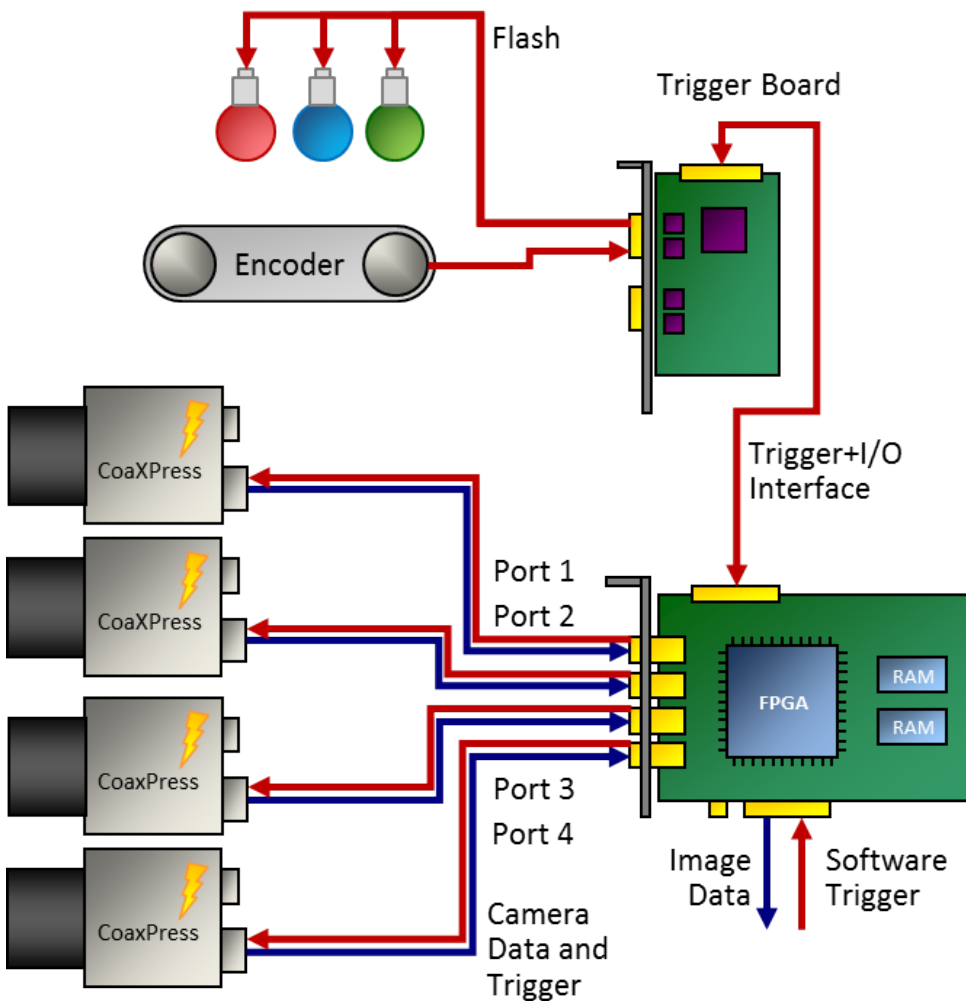 Flash
Trigger Board
Encoder
Trigger+I/O
Interface
CoaXPress
CoaXPress
CoaxPress
CoaxPress
Port 1
Port 2
Port 3
Port 4
Camera
Data and
Trigger
FPGA
RAM
RAM
Image
Data
Software
Trigger